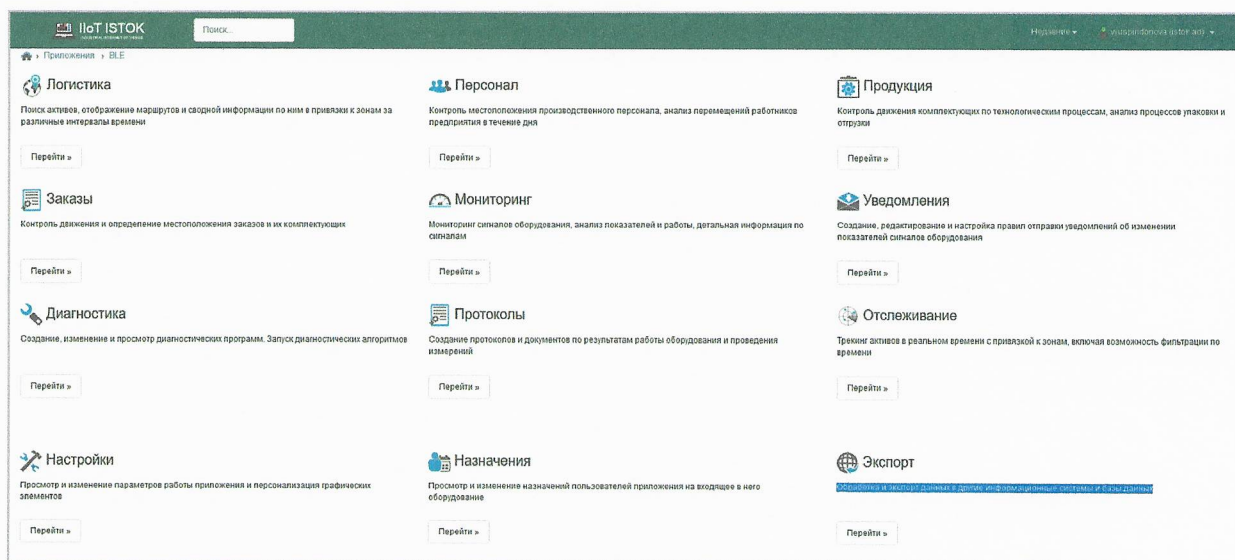 IIoT ISTOK
Поиск...
Недавние
Приложения › BLE
Логистика
Поиск активов, отображение маршрутов и сводной информации по ним в привязки к зонам за
различные интервалы времени
Перейти »
Персонал
Контроль местоположения производственного персонала, анализ перемещений работников
предприятия в течение дня
Перейти »
Продукция
Контроль движения комплектующих по технологическим процессам, анализ процессов упаковки и
отгрузки
Перейти »
Заказы
Контроль движения и определение местоположения заказов и их комплектующих
Перейти »
Мониторинг
Мониторинг сигналов оборудования, анализ показателей и работы, детальная информация по
сигналам
Перейти »
Уведомления
Создание, редактирование и настройка правил отправки уведомлений об изменении
показателей сигналов оборудования
Перейти »
Диагностика
Создание, изменение и просмотр диагностических программ. Запуск диагностических алгоритмов
Перейти »
Протоколы
Создание протоколов и документов по результатам работы оборудования и проведения
измерений
Перейти »
Отслеживание
Трекинг активов в реальном времени с привязкой к зонам, включая возможность фильтрации по
времени
Перейти »
Настройки
Просмотр и изменение параметров работы приложения и персонализация графических
элементов
Перейти »
Назначения
Просмотр и изменение назначений пользователей приложения на входящее в него
оборудование
Перейти »
Экспорт
Обработка и экспорт данных в другие информационные системы и базы данных
Перейти »